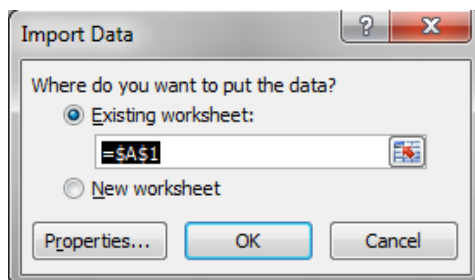 Import Data
Where do you want to put the data?
Existing worksheet:
=$A$1
New worksheet
Properties... OK Cancel